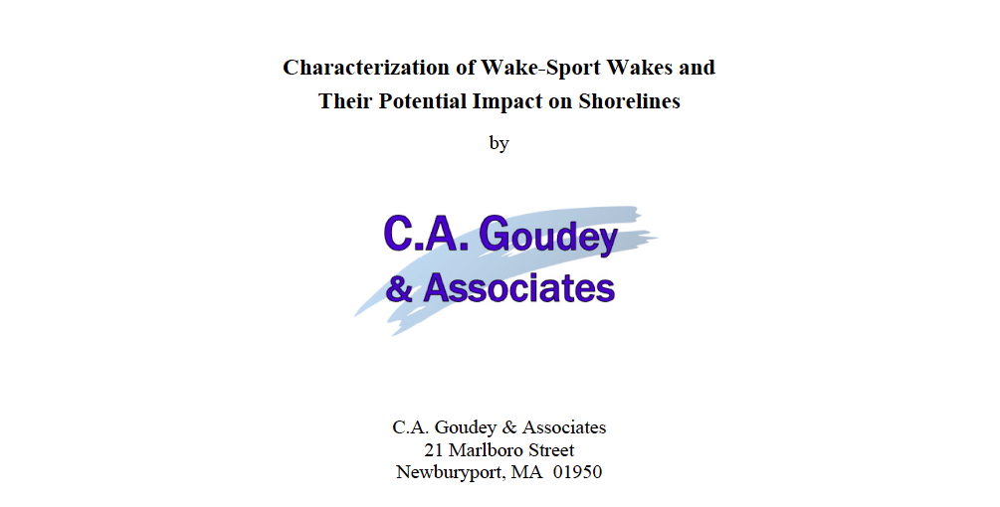 Characterization of Wake-Sport Wakes and
Their Potential Impact on Shorelines
by
C.A. Goudey
& Associates
C.A. Goudey & Associates
21 Marlboro Street
Newburyport, MA  01950